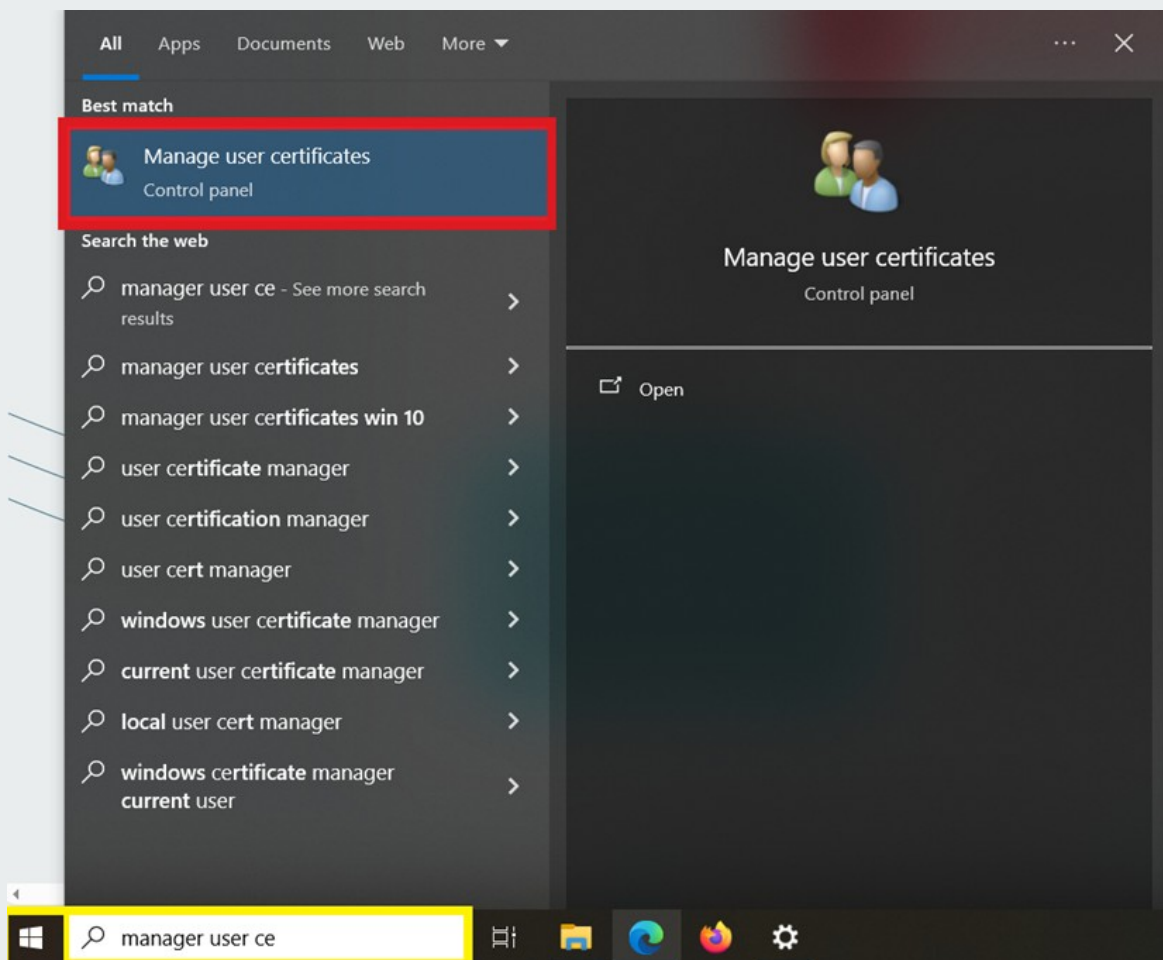 All Apps Documents Web More
Best match
Manage user certificates
Control panel
Search the web
manager user ce - See more search
results
manager user certificates
manager user certificates win 10
user certificate manager
user certification manager
user cert manager
windows user certificate manager
current user certificate manager
local user cert manager
windows certificate manager
current user
Manage user certificates
Control panel
Open
manager user ce